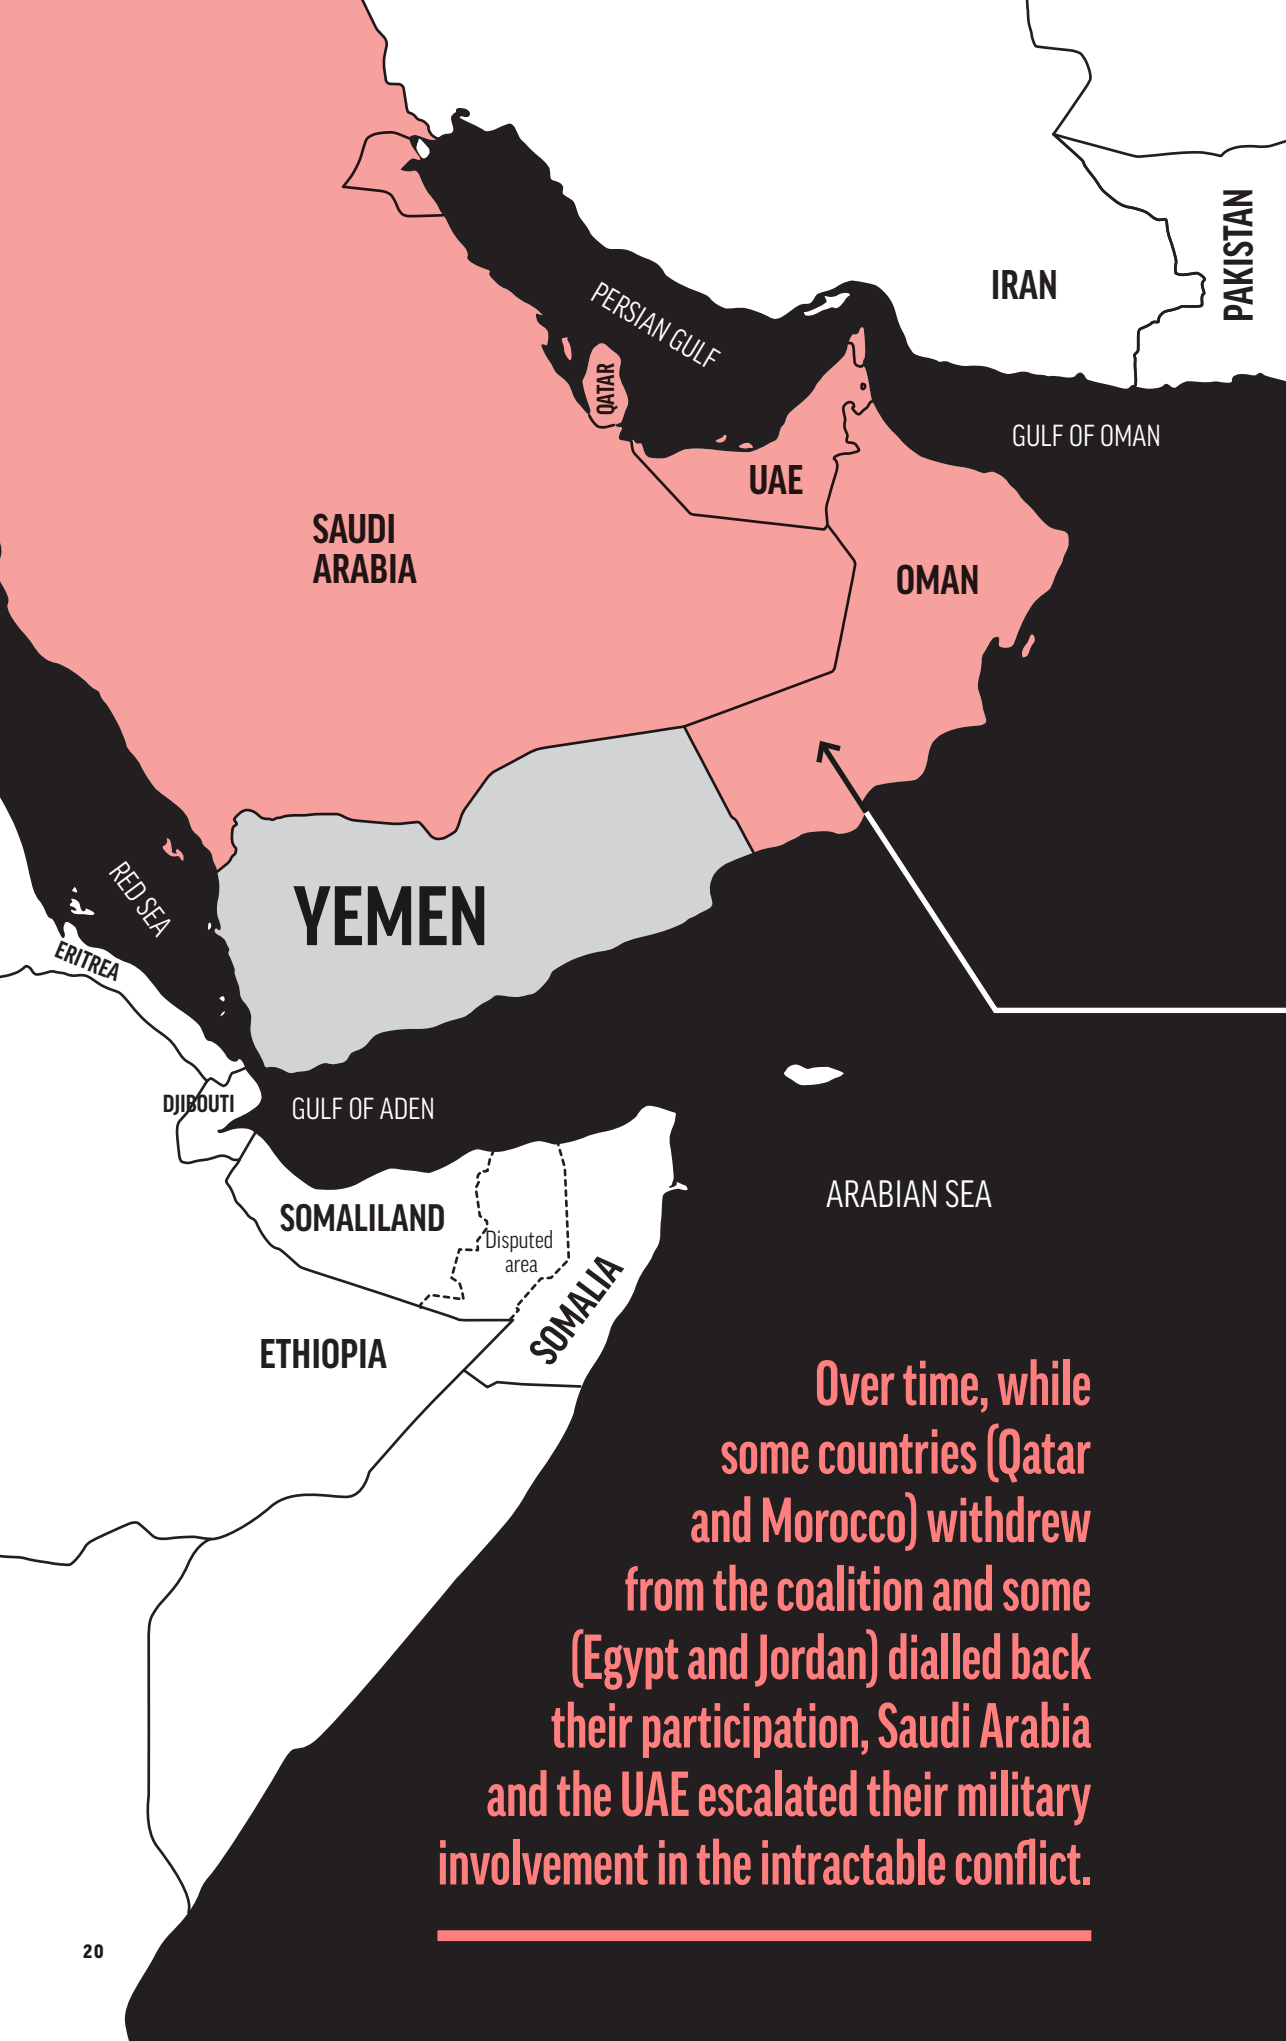 IRAN
PAKISTAN
PERSIAN GULF
QATAR
GULF OF OMAN
UAE
SAUDI
ARABIA
OMAN
RED SEA
YEMEN
ERITREA
DJIBOUTI
GULF OF ADEN
ARABIAN SEA
SOMALILAND
Disputed
area
SOMALIA
ETHIOPIA
Over time, while
some countries (Qatar
and Morocco) withdrew
from the coalition and some
(Egypt and Jordan) dialled back
their participation, Saudi Arabia
and the UAE escalated their military
involvement in the intractable conflict.
20